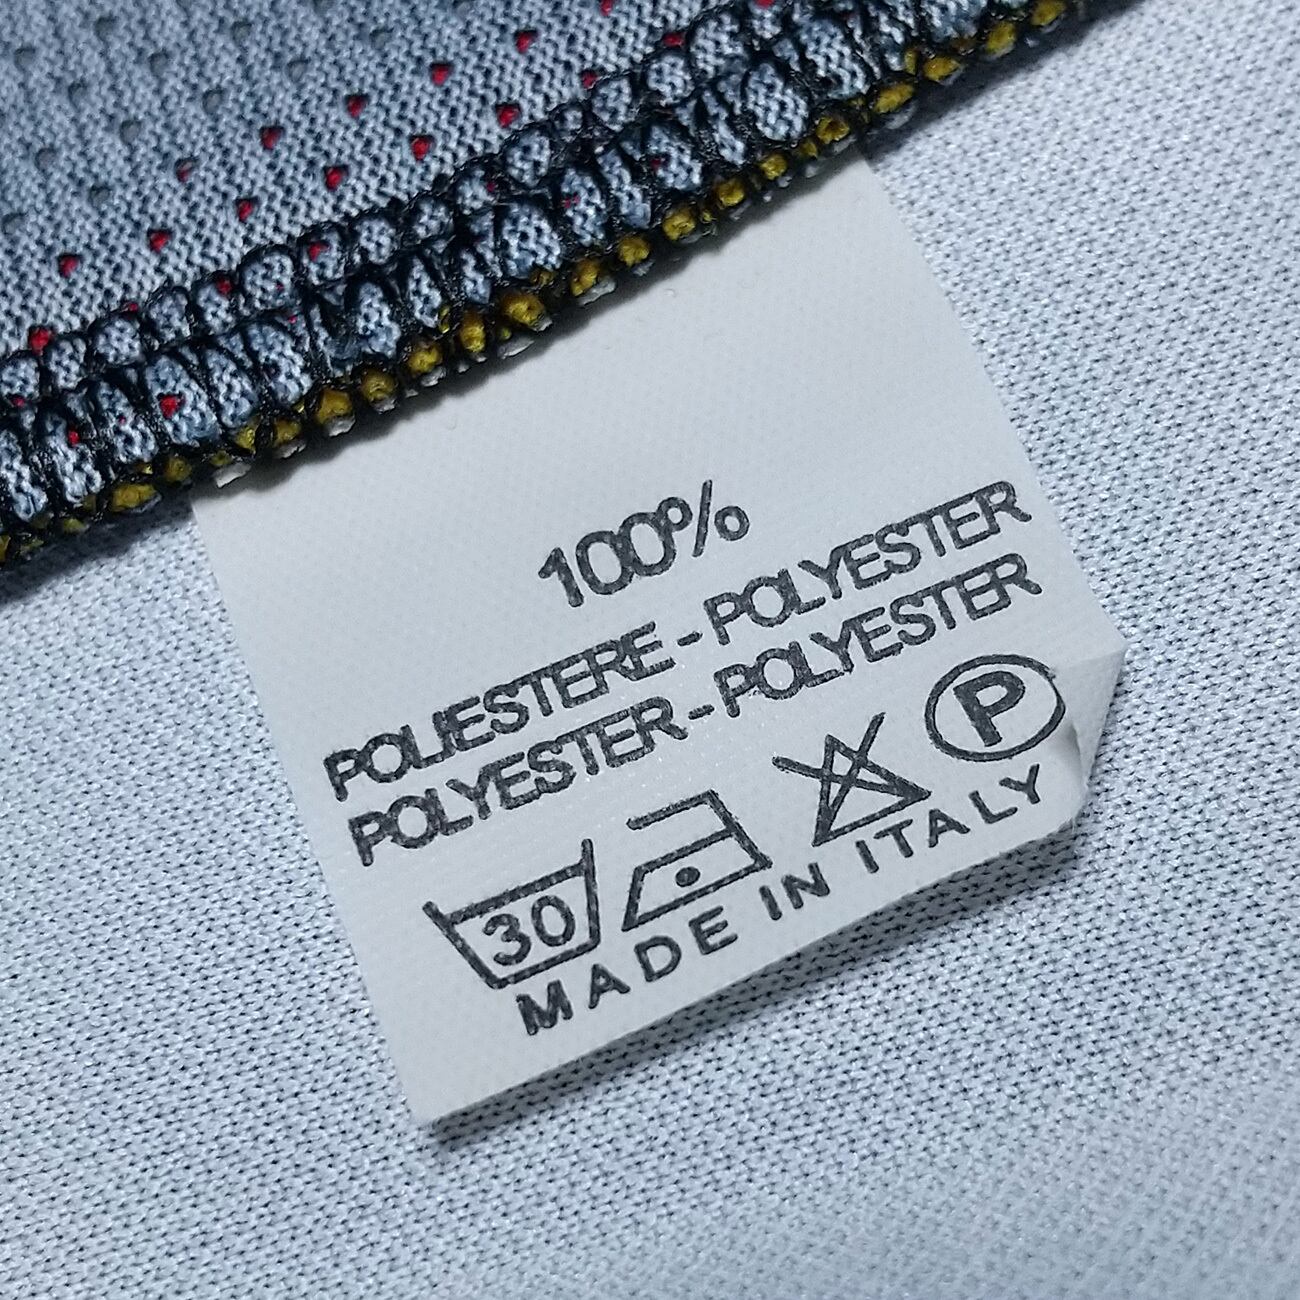 100%
POLIESTERE - POLYESTER
POLYESTER - POLYESTER
30 P
MADE IN ITALY